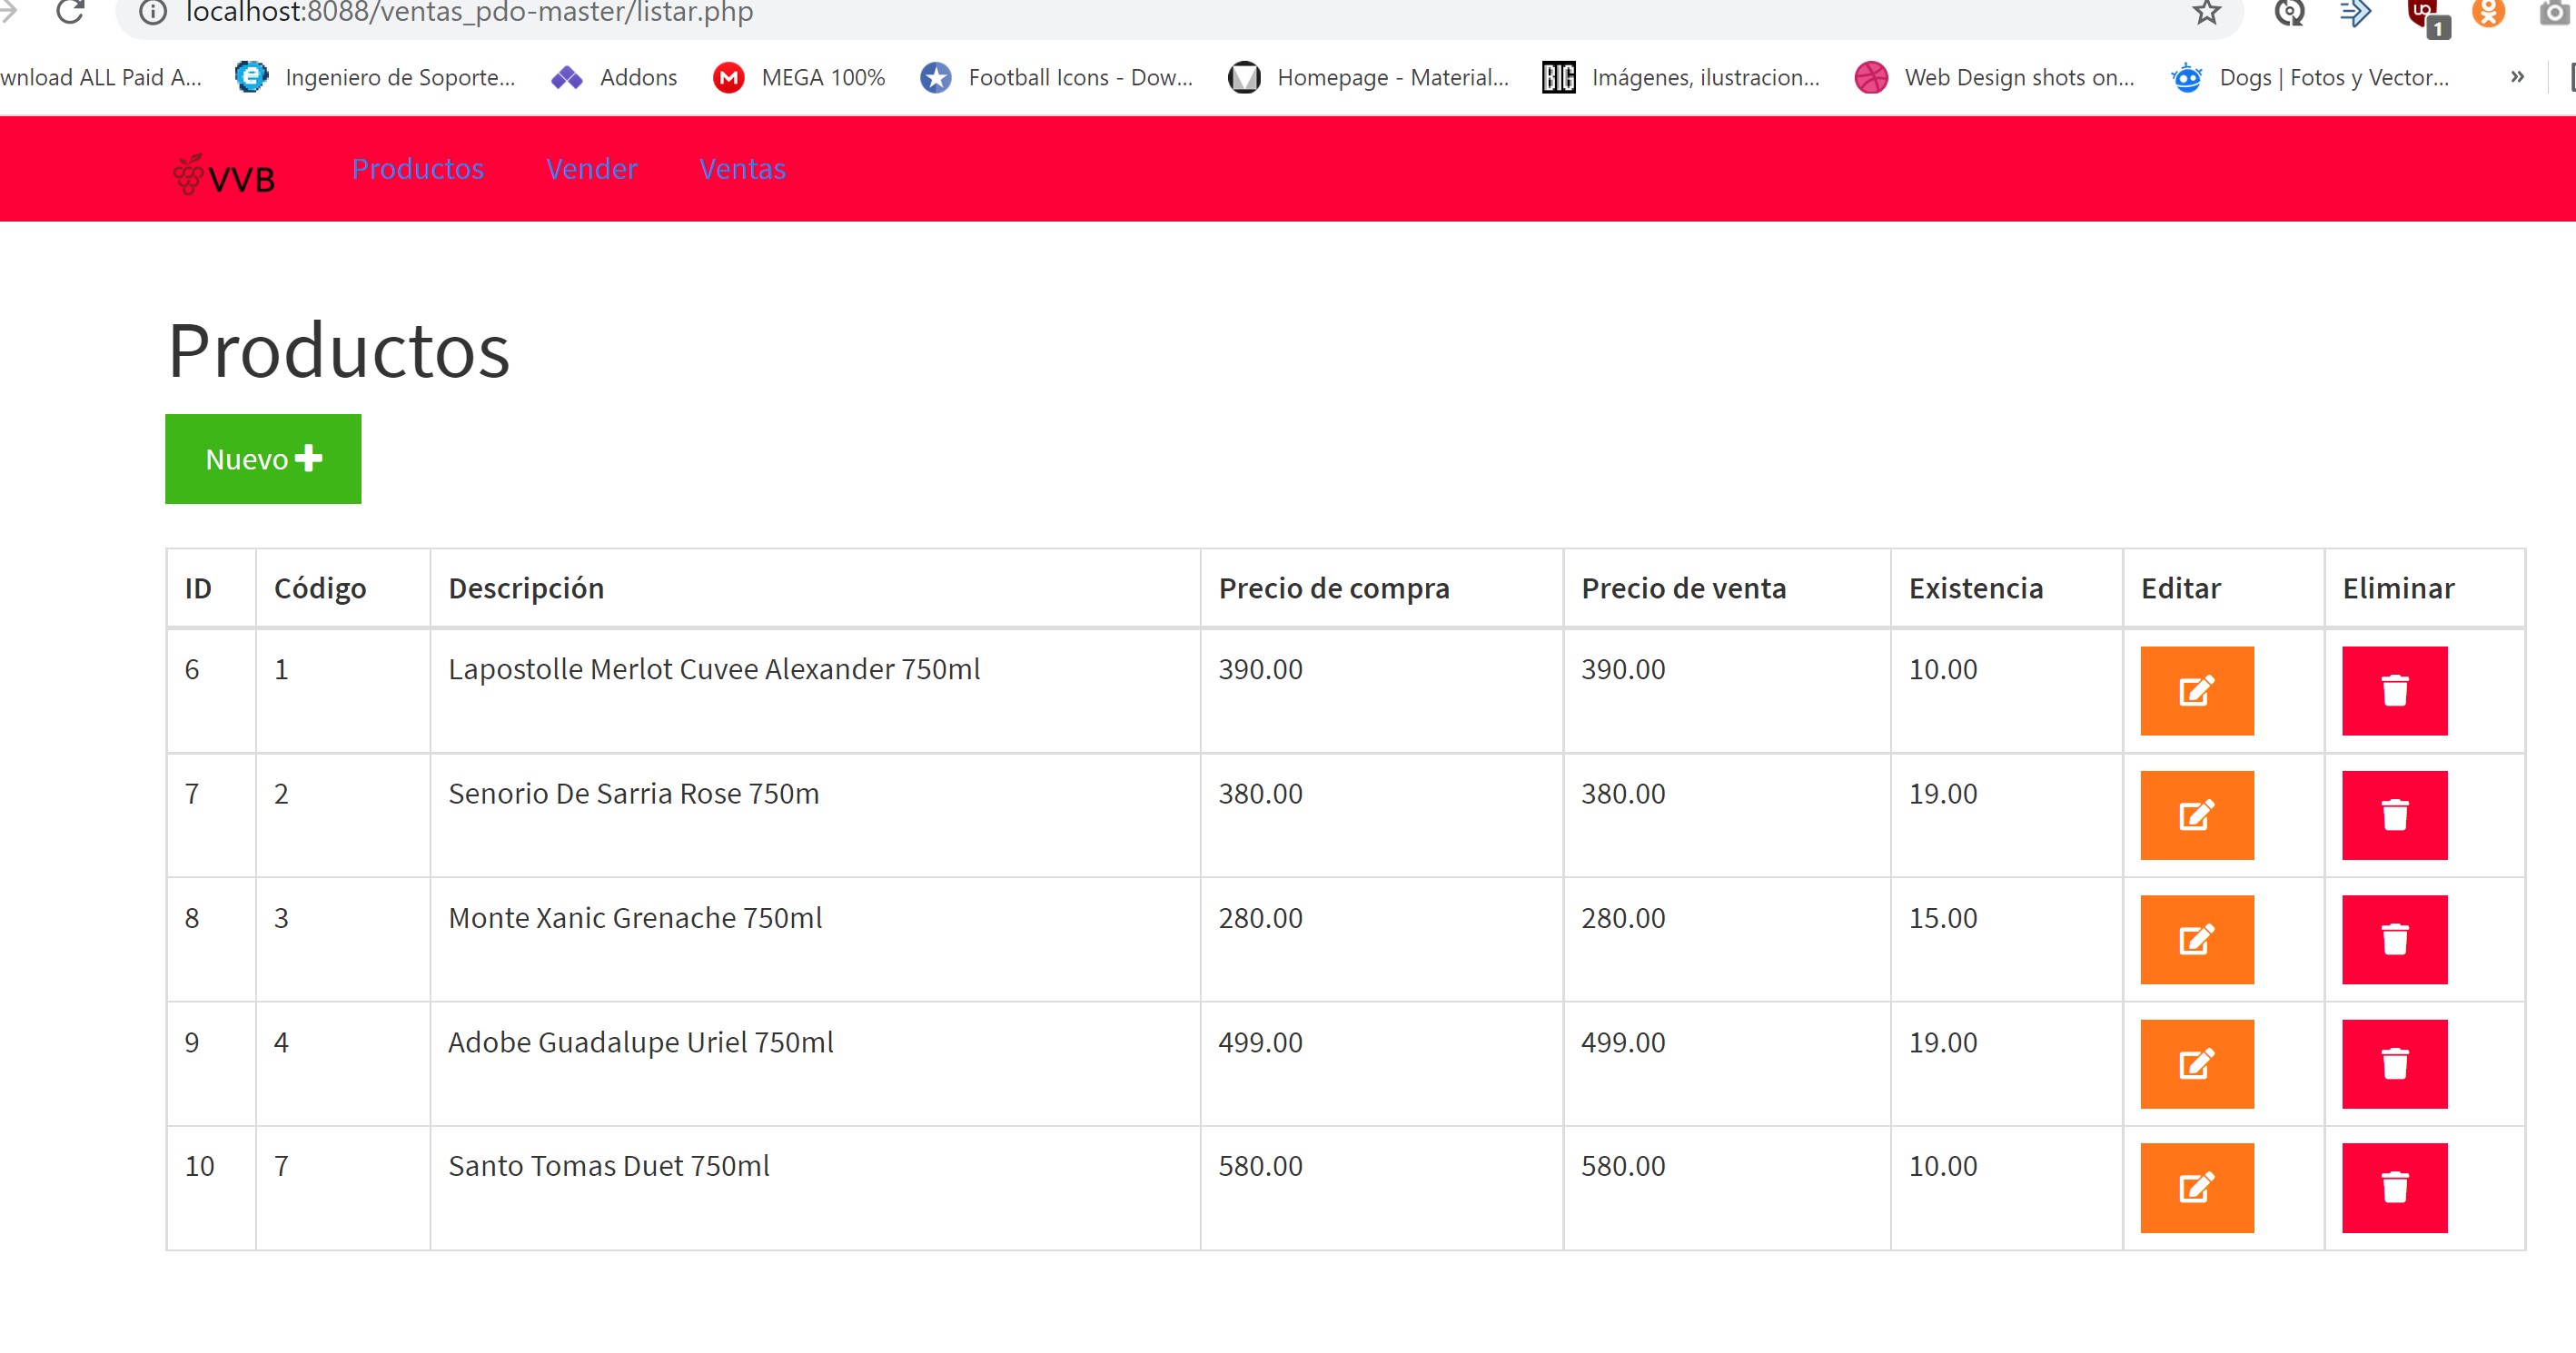 localhost:8088/ventas_pdo-master/listar.php
1
wnload ALL Paid A... Ingeniero de Soporte... Addons MEGA 100% Football Icons - Dow... Homepage - Material... BIG Imágenes, ilustracion... Web Design shots on... Dogs | Fotos y Vector... »
VVB Productos Vender Ventas
Productos
Nuevo
ID Código Descripción Precio de compra Precio de venta Existencia Editar Eliminar
6 1 Lapostolle Merlot Cuvee Alexander 750ml 390.00 390.00 10.00
7 2 Senorio De Sarria Rose 750m 380.00 380.00 19.00
8 3 Monte Xanic Grenache 750ml 280.00 280.00 15.00
9 4 Adobe Guadalupe Uriel 750ml 499.00 499.00 19.00
10 7 Santo Tomas Duet 750ml 580.00 580.00 10.00